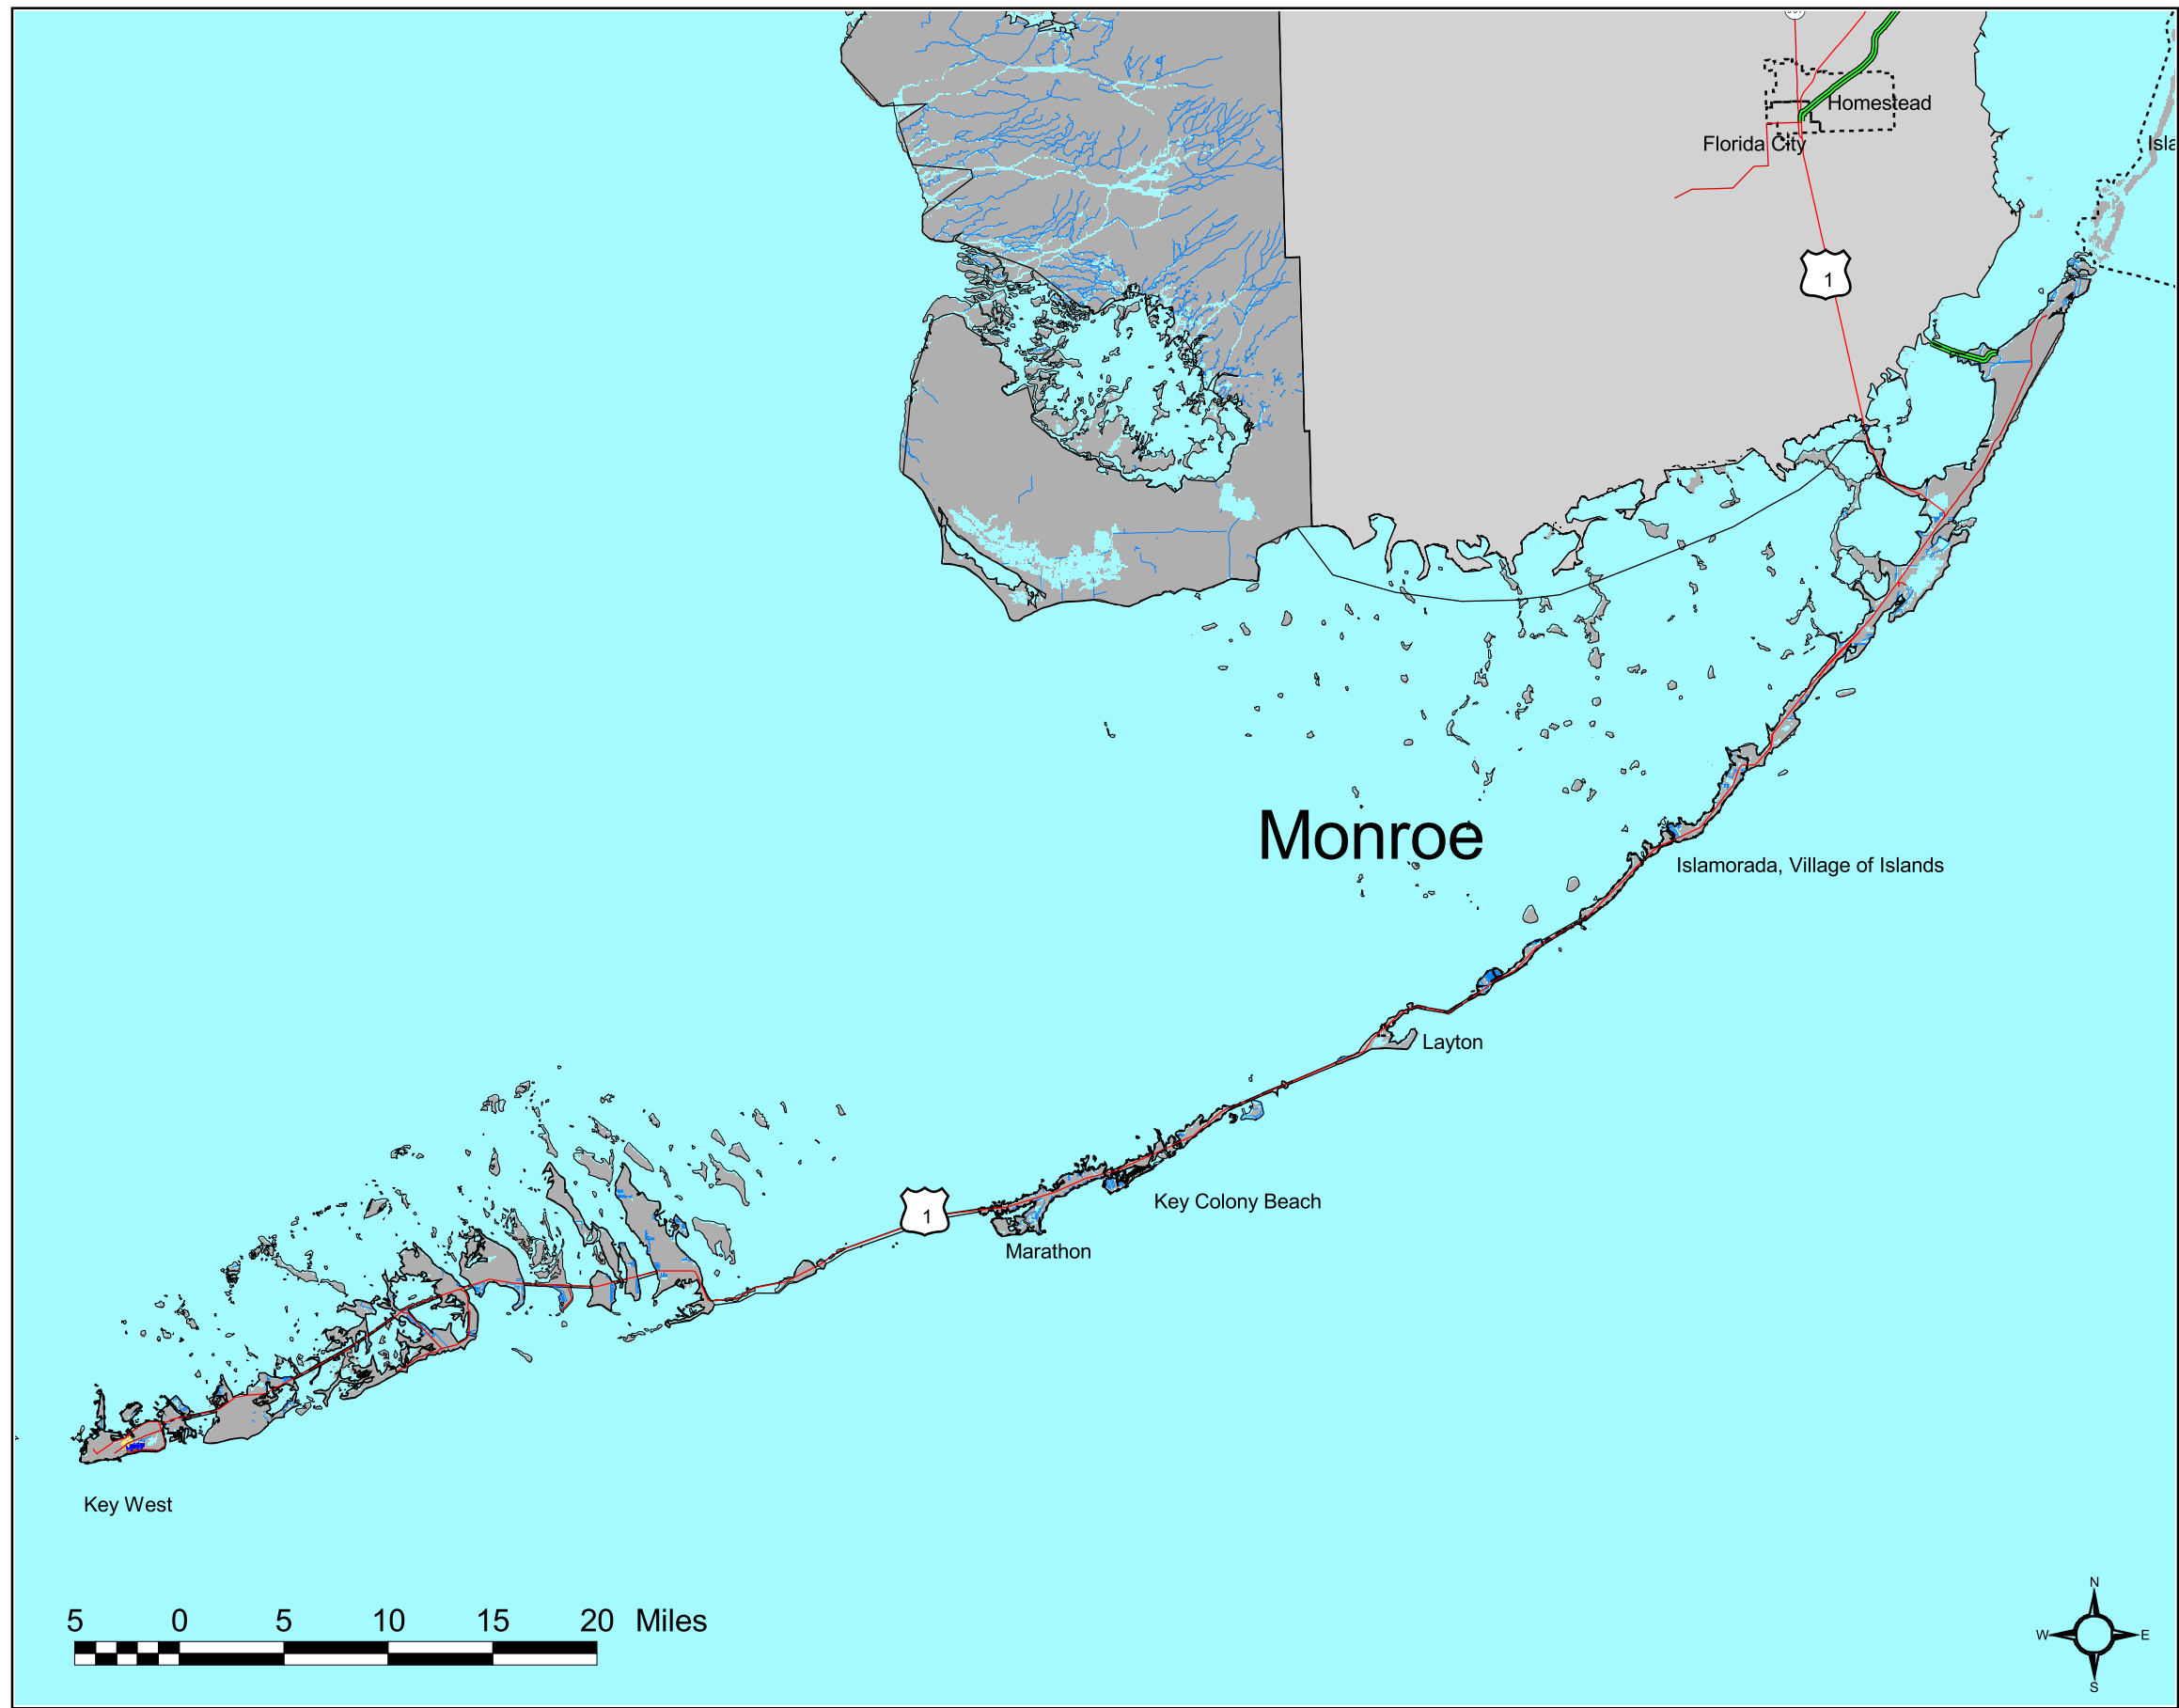 Homestead
Florida City
Isla
1
Monroe
Islamorada, Village of Islands
Layton
Key Colony Beach
1
Marathon
Key West
5 0 5 10 15 20 Miles
N
W E
S